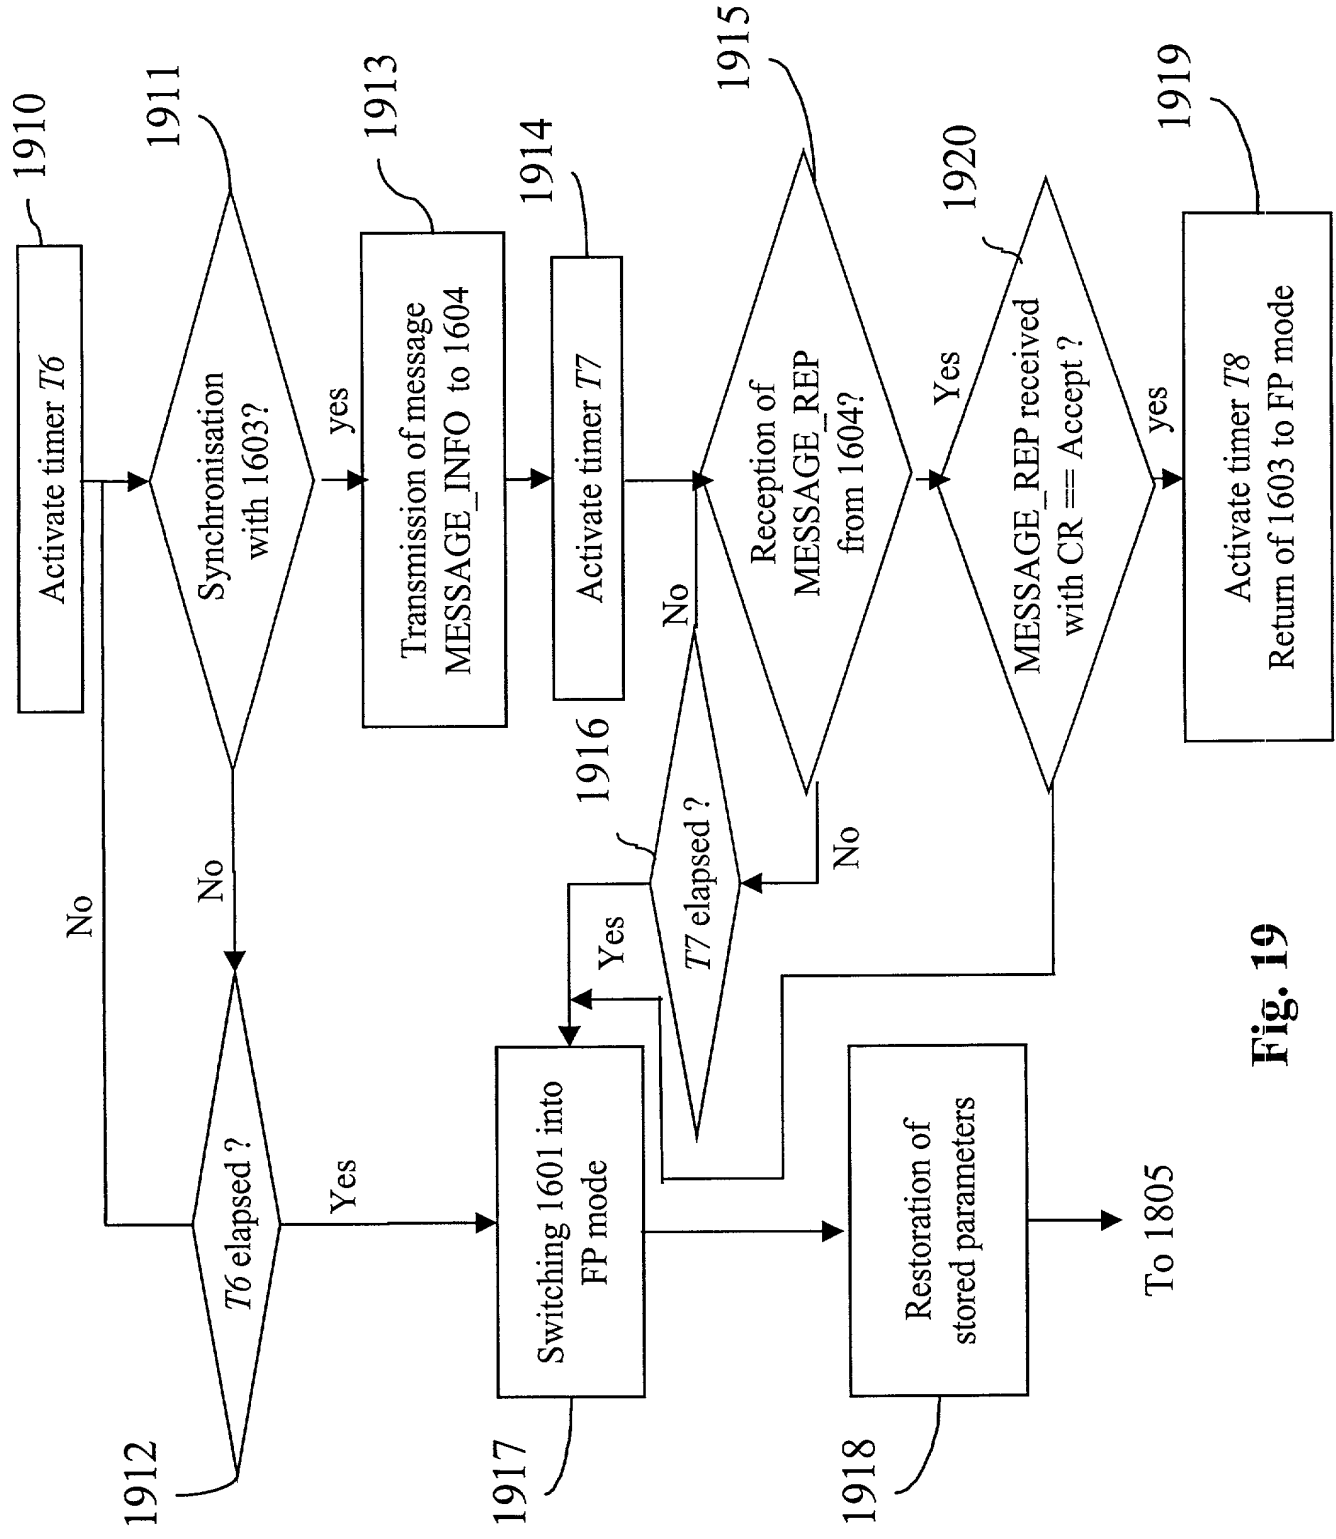 1910
Activate timer T6
1911
Synchronisation
with 1603?
No
No
yes
1912
T6 elapsed ?
Yes
1913
Transmission of message
MESSAGE_INFO to 1604
1914
Activate timer T7
1915
Reception of
MESSAGE_REP
from 1604?
No
No
Yes
1916
T7 elapsed ?
Yes
1920
MESSAGE_REP received
with CR == Accept ?
yes
1919
Activate timer T8
Return of 1603 to FP mode
1917
Switching 1601 into
FP mode
1918
Restoration of
stored parameters
To 1805
Fig. 19